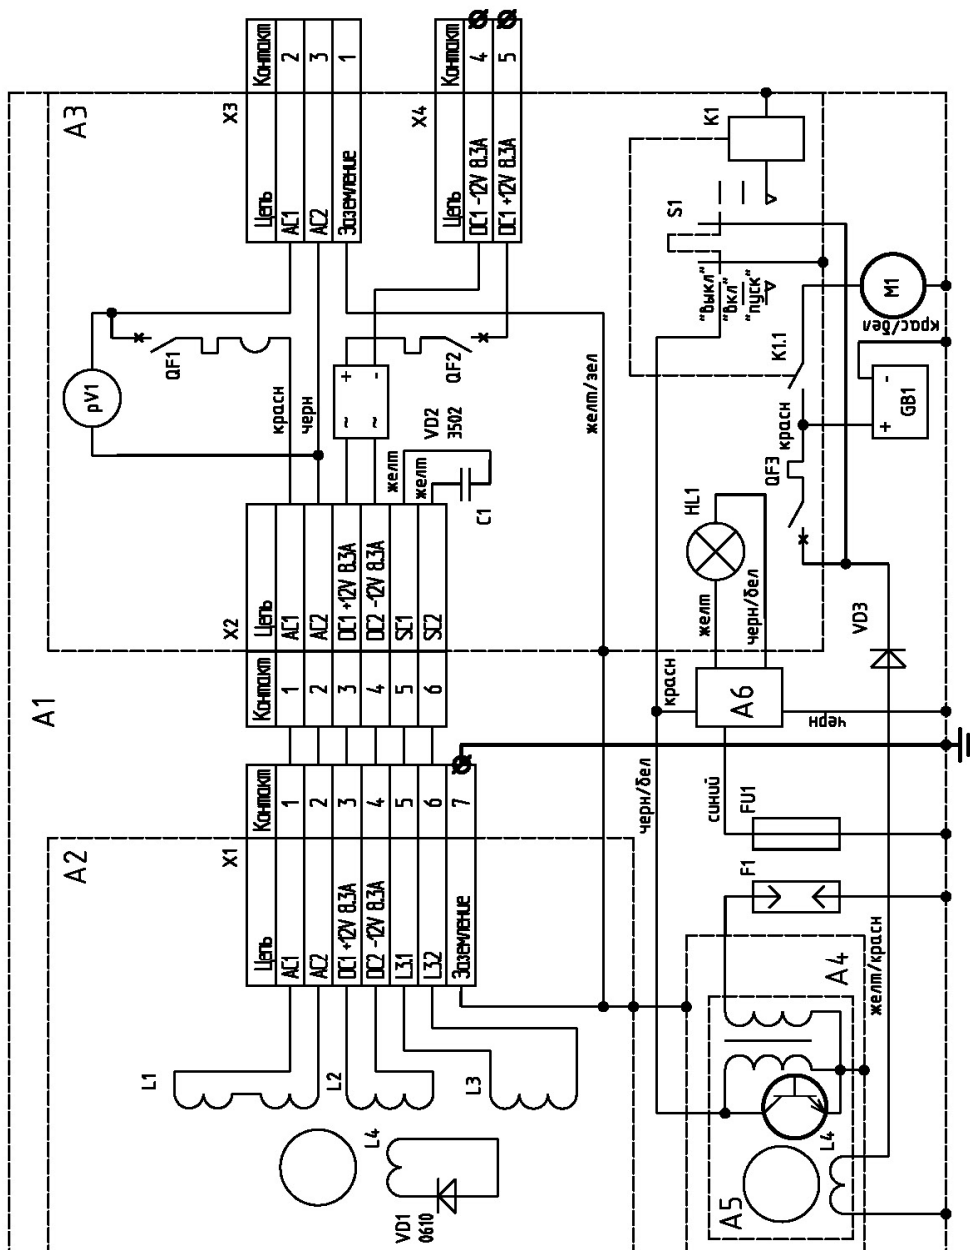 A1
A3
X3
Контакт
2
3
1
Цепь
AC1
AC2
Заземление
X4
Контакт
4
5
Цепь
DC1 -12V 8.3A
DC1 +12V 8.3A
K1
S1
"Выкл"
"Вкл"
"пуск"
M1
крас/бел
K1.1
pV1
QF1
красн
черн
+
-
~
~
QF2
VD2
3502
желт/зел
желт
желт
C1
красн
QF3
+
-
GB1
HL1
желт
черн/бел
VD3
X2
Цепь
AC1
AC2
DC1 +12V 8.3A
DC2 -12V 8.3A
SC1
SC2
Контакт
1
2
3
4
5
6
красн
A6
черн
A2
X1
Контакт
1
2
3
4
5
6
7
Цепь
AC1
AC2
DC1 +12V 8.3A
DC2 -12V 8.3A
L3.1
L3.2
Заземление
черн/бел
синий
FU1
F1
желт/красн
A4
L1
L2
L3
L4
VD1
0610
L4
A5